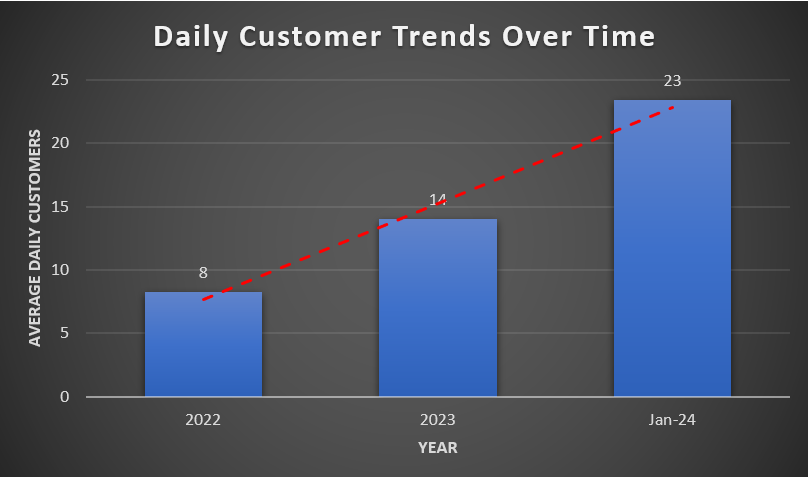 Daily Customer Trends Over Time
AVERAGE DAILY CUSTOMERS
25
20
15
10
5
0
8
14
23
2022
2023
Jan-24
YEAR